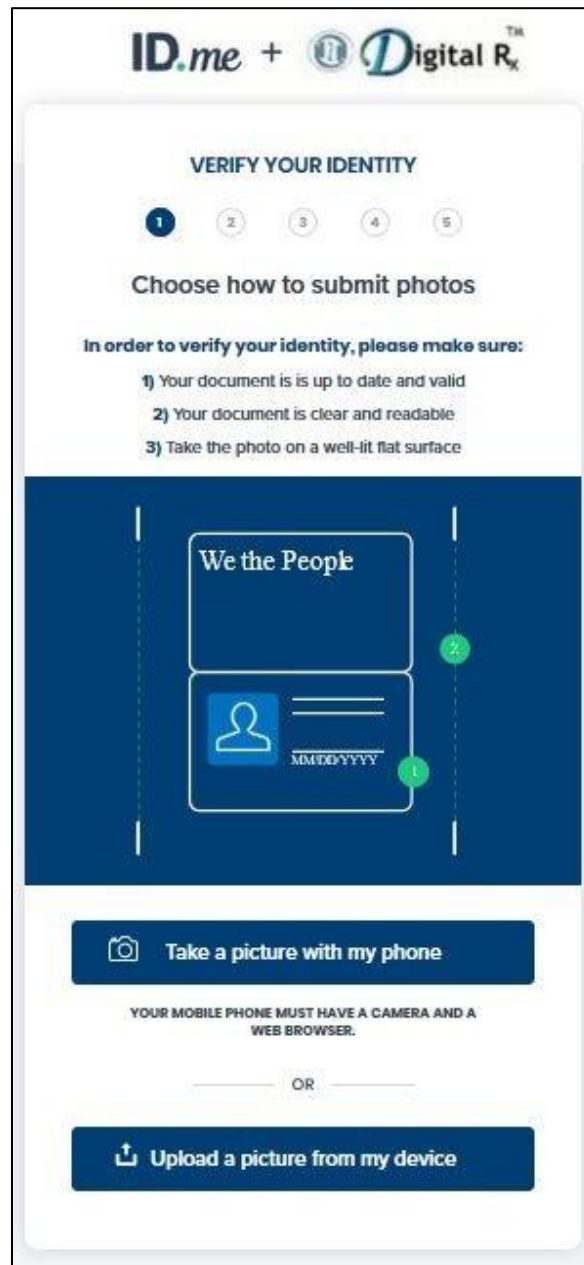 ID.me + Digital Rx TM
VERIFY YOUR IDENTITY
1 2 3 4 5
Choose how to submit photos
In order to verify your identity, please make sure:
1) Your document is is up to date and valid
2) Your document is clear and readable
3) Take the photo on a well-lit flat surface
We the People
2
MM/DD/YYYY
1
Take a picture with my phone
YOUR MOBILE PHONE MUST HAVE A CAMERA AND A
WEB BROWSER.
OR
Upload a picture from my device